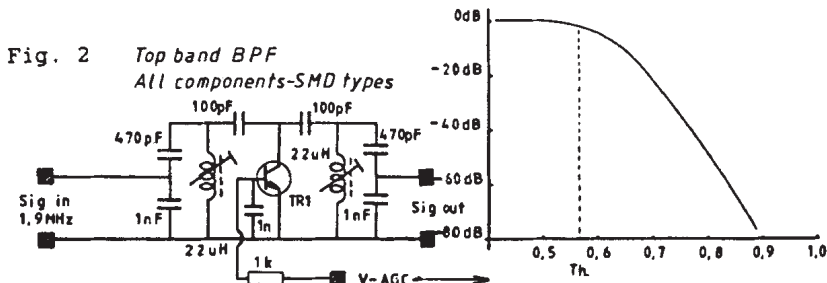 Fig. 2 Top band BPF
All components-SMD types
100pF 100pF
470pF 470pF
22uH
TR1
Sig in
1,9MHz
1nF 1n 1nF
Sig out
22uH
1k
V-AGC
0dB
-20dB
-40dB
-60dB
-80dB
0,5 0,6 0,7 0,8 0,9 1,0
Th.